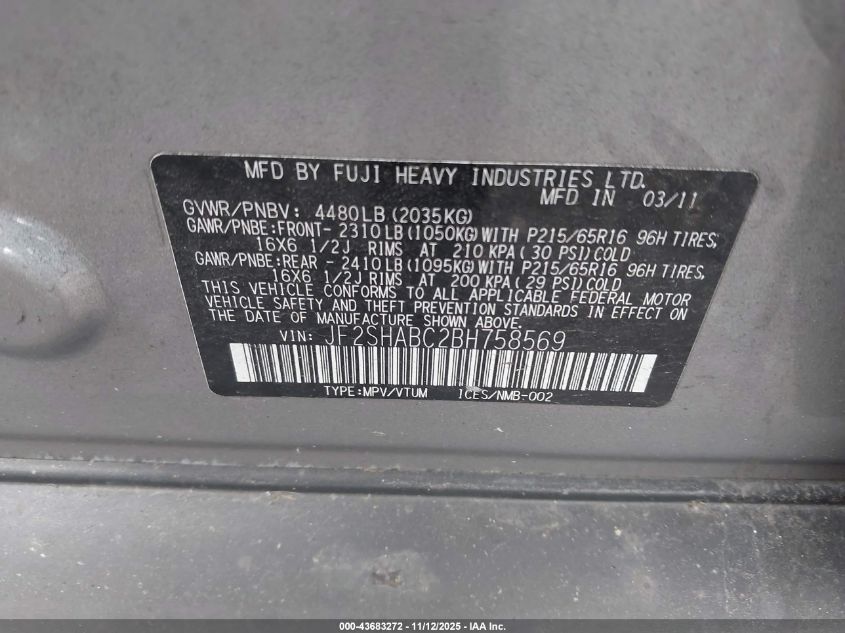 MFD BY FUJI HEAVY INDUSTRIES LTD.
MFD IN 03/11
GVWR/PNBV: 4480LB(2035KG)
GAWR/PNBE:FRONT- 2310LB(1050KG)WITH P215/65R16 96H TIRES,
16X6 1/2J RIMS AT 210 KPA(30 PSI)COLD
GAWR/PNBE:REAR - 2410LB(1095KG)WITH P215/65R16 96H TIRES,
16X6 1/2J RIMS AT 200 KPA(29 PSI)COLD
THIS VEHICLE CONFORMS TO ALL APPLICABLE FEDERAL MOTOR
VEHICLE SAFETY AND THEFT PREVENTION STANDARDS IN EFFECT ON
THE DATE OF MANUFACTURE SHOWN ABOVE.
VIN: JF2SHABC2BH758569
TYPE:MPV/VTUM ICES/NMB-002
000-43683272 - 11/12/2025 - IAA Inc.